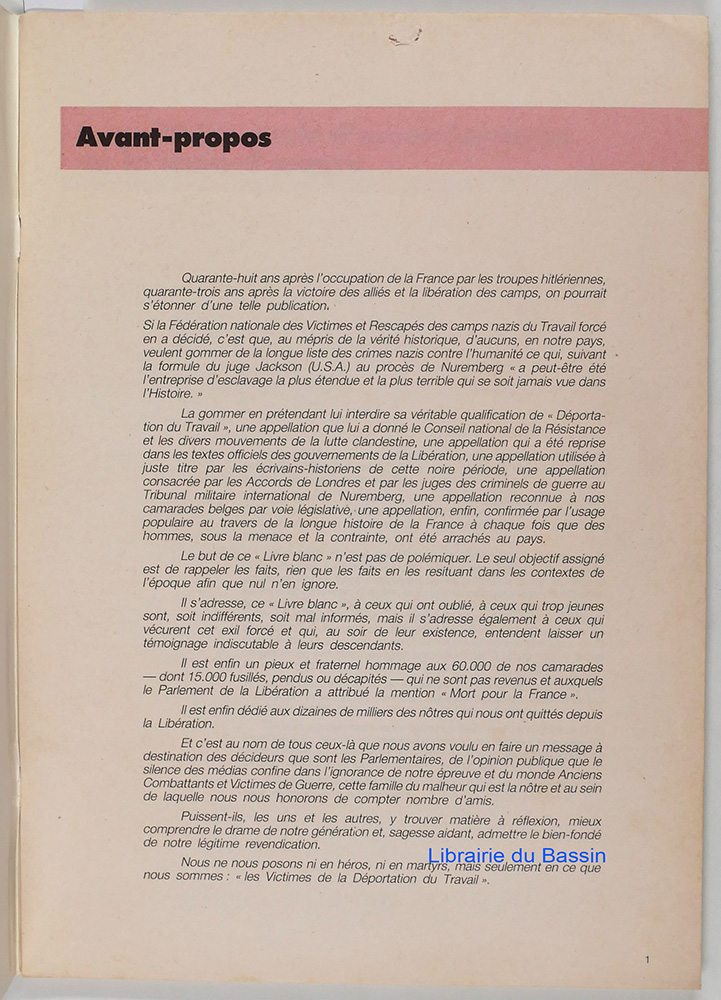 Avant-propos
Quarante-huit ans après l'occupation de la France par les troupes hitlériennes,
quarante-trois ans après la victoire des alliés et la libération des camps, on pourrait
s'étonner d'une telle publication.
Si la Fédération nationale des Victimes et Rescapés des camps nazis du Travail forcé
en a décidé, c'est que, au mépris de la vérité historique, d'aucuns, en notre pays,
veulent gommer de la longue liste des crimes nazis contre l'humanité ce qui, suivant
la formule du juge Jackson (U.S.A.) au procès de Nuremberg « a peut-être été
l'entreprise d'esclavage la plus étendue et la plus terrible qui se soit jamais vue dans
l'Histoire. »
La gommer en prétendant lui interdire sa véritable qualification de « Déporta-
tion du Travail », une appellation que lui a donné le Conseil national de la Résistance
et les divers mouvements de la lutte clandestine, une appellation qui a été reprise
dans les textes officiels des gouvernements de la Libération, une appellation utilisée à
juste titre par les écrivains-historiens de cette noire période, une appellation
consacrée par les Accords de Londres et par les juges des criminels de guerre au
Tribunal militaire international de Nuremberg, une appellation reconnue à nos
camarades belges par voie législative, une appellation, enfin, confirmée par l'usage
populaire au travers de la longue histoire de la France à chaque fois que des
hommes, sous la menace et la contrainte, ont été arrachés au pays.
Le but de ce « Livre blanc » n'est pas de polémiquer. Le seul objectif assigné
est de rappeler les faits, rien que les faits en les resituant dans les contextes de
l'époque afin que nul n'en ignore.
Il s'adresse, ce « Livre blanc », à ceux qui ont oublié, à ceux qui trop jeunes
sont, soit indifférents, soit mal informés, mais il s'adresse également à ceux qui
vécurent cet exil forcé et qui, au soir de leur existence, entendent laisser un
témoignage indiscutable à leurs descendants.
Il est enfin un pieux et fraternel hommage aux 60.000 de nos camarades
— dont 15.000 fusillés, pendus ou décapités — qui ne sont pas revenus et auxquels
le Parlement de la Libération a attribué la mention « Mort pour la France ».
Il est enfin dédié aux dizaines de milliers des nôtres qui nous ont quittés depuis
la Libération.
Et c'est au nom de tous ceux-là que nous avons voulu en faire un message à
destination des décideurs que sont les Parlementaires, de l'opinion publique que le
silence des médias confine dans l'ignorance de notre épreuve et du monde Anciens
Combattants et Victimes de Guerre, cette famille du malheur qui est la nôtre et au sein
de laquelle nous nous honorons de compter nombre d'amis.
Puissent-ils, les uns et les autres, y trouver matière à réflexion, mieux
comprendre le drame de notre génération et, sagesse aidant, admettre le bien-fondé
de notre légitime revendication.
Librairie du Bassin
Nous ne nous posons ni en héros, ni en martyrs, mais seulement en ce que
nous sommes : « les Victimes de la Déportation du Travail ».
1